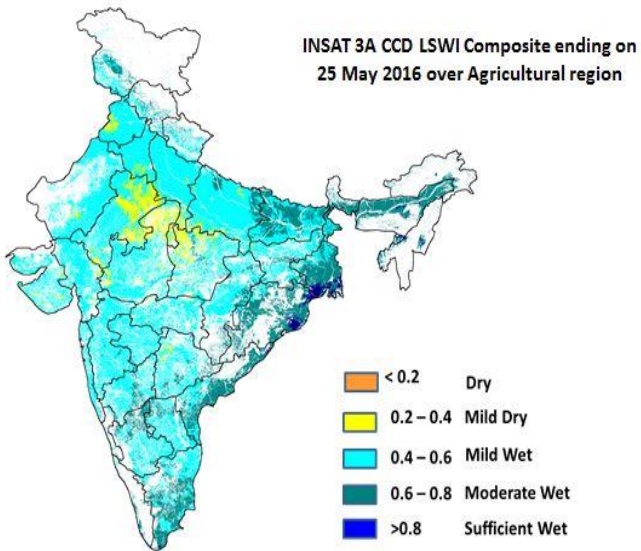 INSAT 3A CCD LSWI Composite ending on
25 May 2016 over Agricultural region
< 0.2 Dry
0.2 – 0.4 Mild Dry
0.4 – 0.6 Mild Wet
0.6 – 0.8 Moderate Wet
>0.8 Sufficient Wet